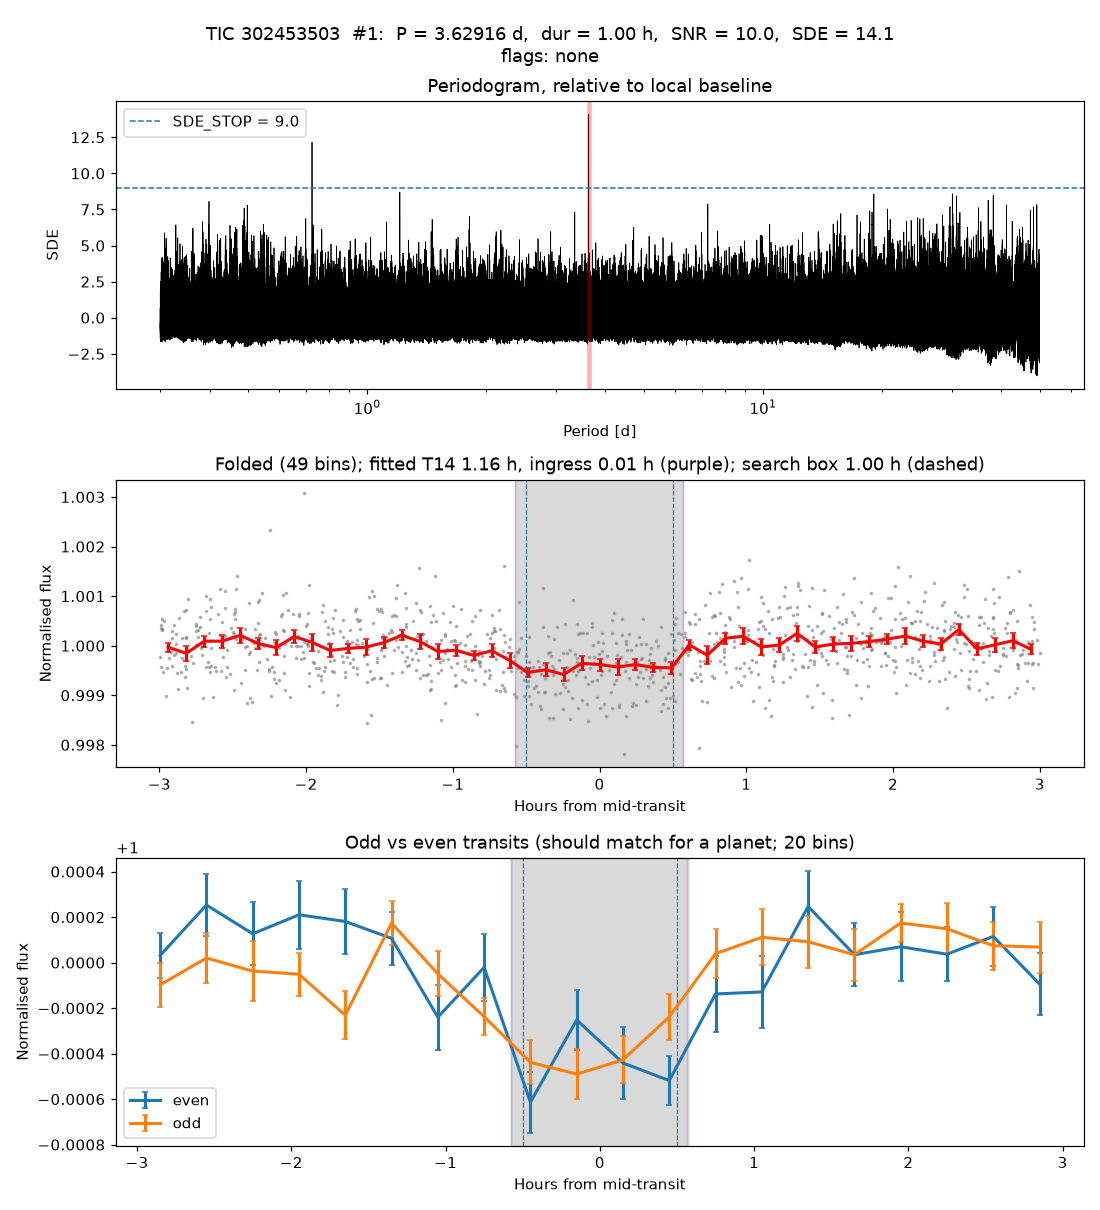 TIC 302453503  #1:  P = 3.62916 d,  dur = 1.00 h,  SNR = 10.0,  SDE = 14.1
flags: none
Periodogram, relative to local baseline
SDE_STOP = 9.0
12.5
10.0
7.5
5.0
2.5
0.0
−2.5
SDE
10⁰
10¹
Period [d]
Folded (49 bins); fitted T14 1.16 h, ingress 0.01 h (purple); search box 1.00 h (dashed)
1.003
1.002
1.001
1.000
0.999
0.998
Normalised flux
−3
−2
−1
0
1
2
3
Hours from mid-transit
Odd vs even transits (should match for a planet; 20 bins)
+1
0.0004
0.0002
0.0000
−0.0002
−0.0004
−0.0006
−0.0008
Normalised flux
even
odd
−3
−2
−1
0
1
2
3
Hours from mid-transit